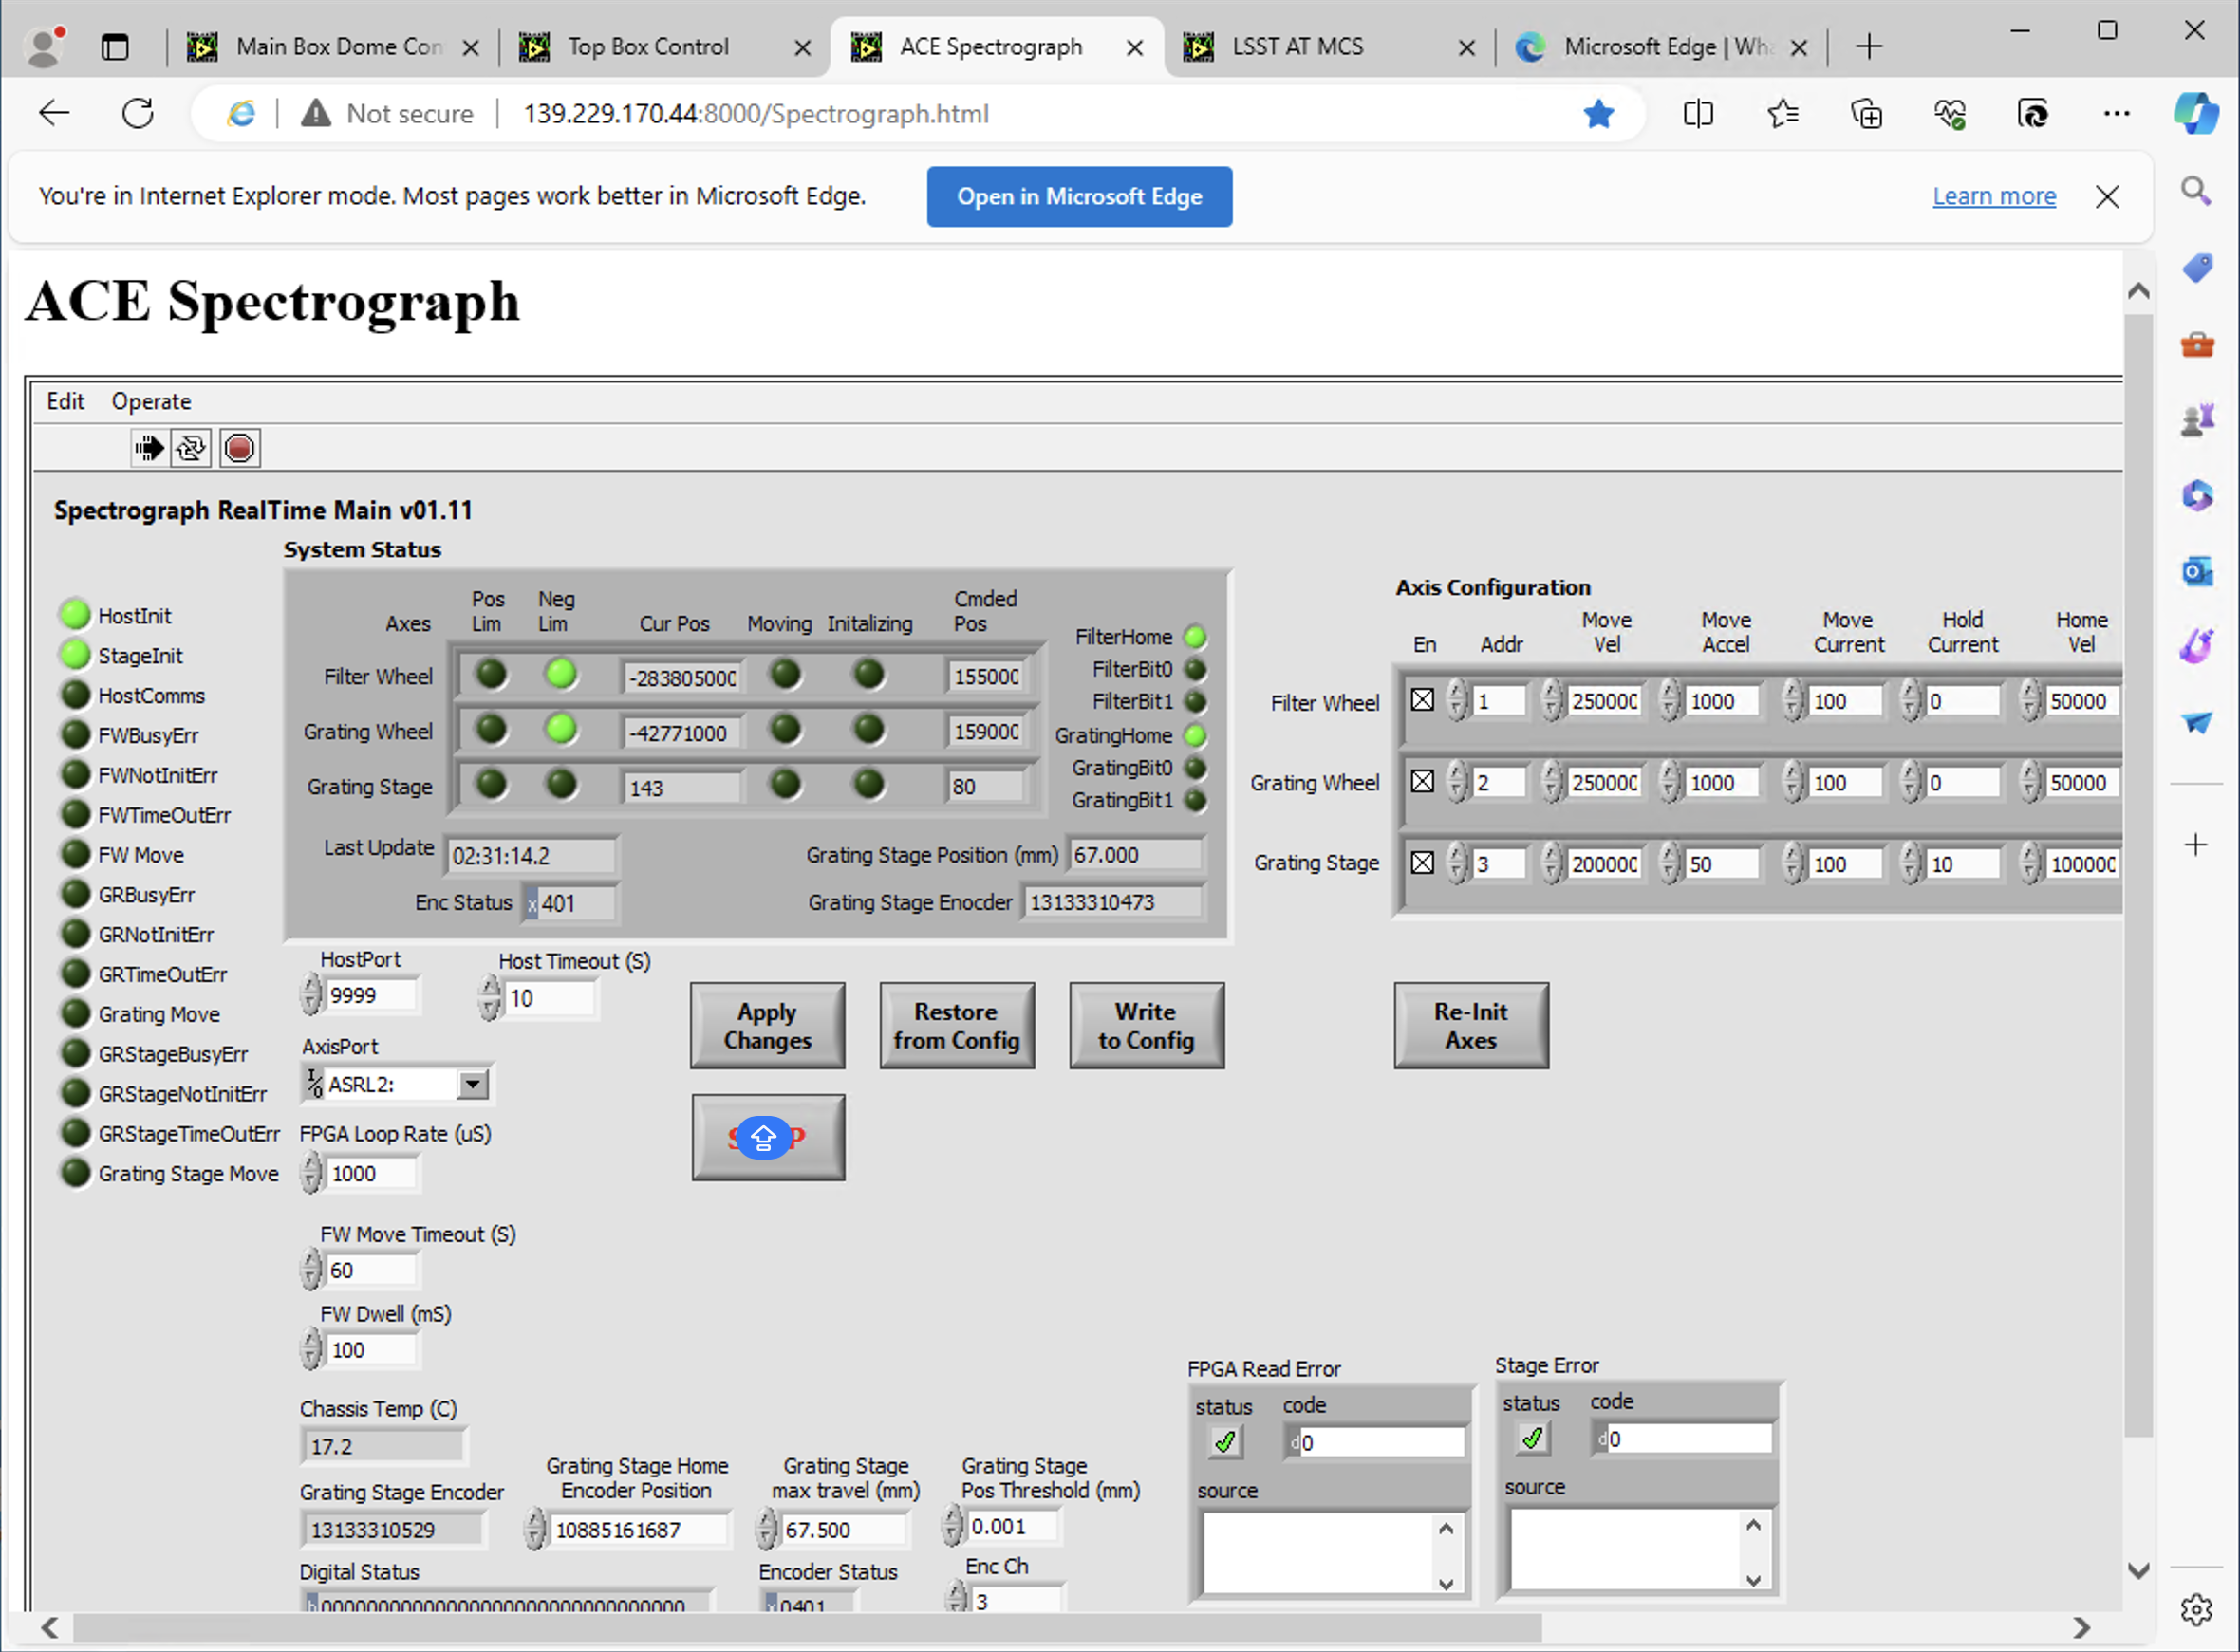 Main Box Dome Con
Top Box Control
ACE Spectrograph
LSST AT MCS
Microsoft Edge | Wha
Not secure
139.229.170.44:8000/Spectrograph.html
You're in Internet Explorer mode. Most pages work better in Microsoft Edge.
Open in Microsoft Edge
Learn more
ACE Spectrograph
Edit Operate
Spectrograph RealTime Main v01.11
System Status
HostInit
StageInit
HostComms
FWBusyErr
FWNotInitErr
FWTimeOutErr
FW Move
GRBusyErr
GRNotInitErr
GRTimeOutErr
Grating Move
GRStageBusyErr
GRStageNotInitErr
GRStageTimeOutErr
Grating Stage Move
Axes
Pos Lim
Neg Lim
Cur Pos
Moving
Initalizing
Cmded Pos
Filter Wheel -283805000 155000
Grating Wheel -42771000 159000
Grating Stage 143 80
FilterHome
FilterBit0
FilterBit1
GratingHome
GratingBit0
GratingBit1
Last Update 02:31:14.2
Enc Status x 401
Grating Stage Position (mm) 67.000
Grating Stage Enocder 13133310473
Axis Configuration
En
Addr
Move Vel
Move Accel
Move Current
Hold Current
Home Vel
Filter Wheel 1 250000 1000 100 0 50000
Grating Wheel 2 250000 1000 100 0 50000
Grating Stage 3 200000 50 100 10 100000
HostPort
9999
Host Timeout (S)
10
AxisPort
I/O ASRL2:
FPGA Loop Rate (uS)
1000
Apply Changes
Restore from Config
Write to Config
Re-Init Axes
FW Move Timeout (S)
60
FW Dwell (mS)
100
Chassis Temp (C)
17.2
Grating Stage Encoder
13133310529
Grating Stage Home Encoder Position
10885161687
Grating Stage max travel (mm)
67.500
Grating Stage Pos Threshold (mm)
0.001
Digital Status
Encoder Status
x 0401
Enc Ch
3
FPGA Read Error
status
code
d0
source
Stage Error
status
code
d0
source